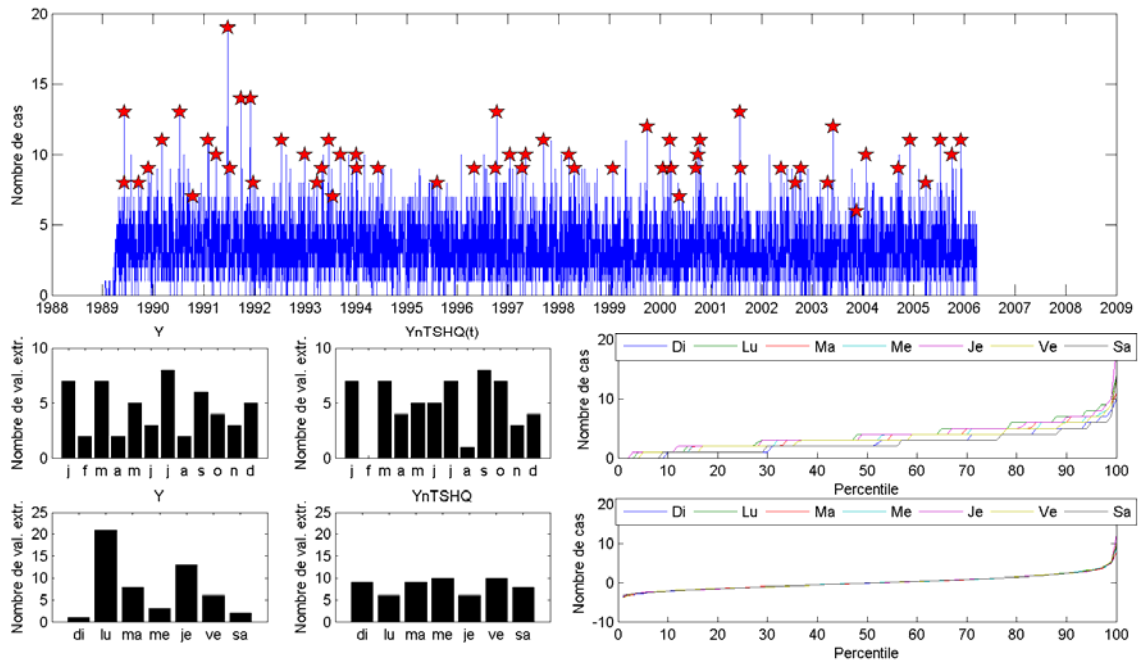 20
15
10
5
0
Nombre de cas
1988 1989 1990 1991 1992 1993 1994 1995 1996 1997 1998 1999 2000 2001 2002 2003 2004 2005 2006 2007 2008 2009
Y
10
5
0
Nombre de val. extr.
j f m a m j j a s o n d
YnTSHQ(t)
10
5
0
Nombre de val. extr.
j f m a m j j a s o n d
20
10
0
Nombre de cas
Di Lu Ma Me Je Ve Sa
0 10 20 30 40 50 60 70 80 90 100
Percentile
Y
25
20
15
10
5
0
Nombre de val. extr.
di lu ma me je ve sa
YnTSHQ
25
20
15
10
5
0
Nombre de val. extr.
di lu ma me je ve sa
20
10
0
-10
Nombre de cas
Di Lu Ma Me Je Ve Sa
0 10 20 30 40 50 60 70 80 90 100
Percentile